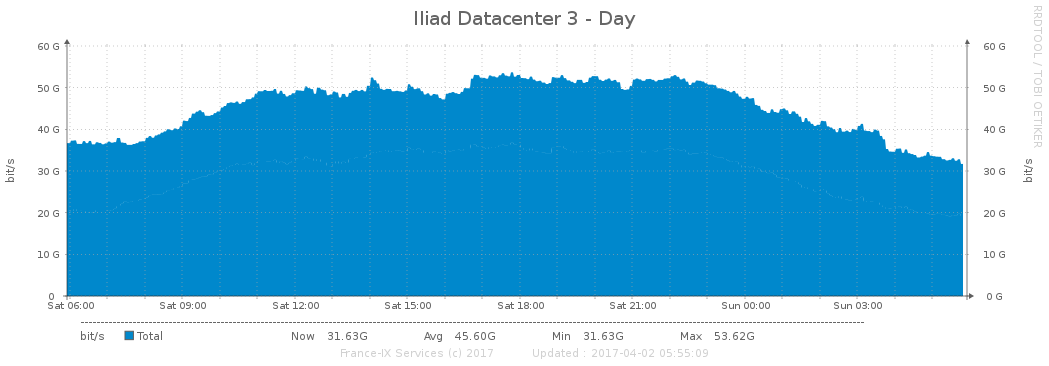 Iliad Datacenter 3 - Day
RRDTOOL / TOBI OETIKER
60 G 60 G
50 G 50 G
40 G 40 G
30 G 30 G
20 G 20 G
10 G 10 G
0 0 G
bit/s bit/s
Sat 06:00 Sat 09:00 Sat 12:00 Sat 15:00 Sat 18:00 Sat 21:00 Sun 00:00 Sun 03:00
bit/s Total Now 31.63G Avg 45.60G Min 31.63G Max 53.62G
France-IX Services (c) 2017 Updated : 2017-04-02 05:55:09